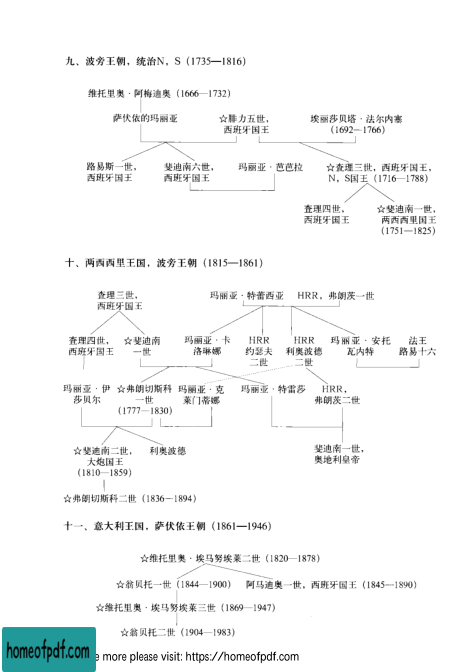 九、波旁王朝，统治N，S（1735—1816）
维托里奥·阿梅迪奥（1666—1732）
萨伏依的玛丽亚 ☆腓力五世， 埃丽莎贝塔·法尔内塞
西班牙国王 （1692—1766）
路易斯一世， 斐迪南六世， 玛丽亚·芭芭拉 ☆查理三世，西班牙国王，
西班牙国王 西班牙国王 N，S国王（1716—1788）
查理四世， ☆斐迪南一世，
西班牙国王 两西西里国王
（1751—1825）
十、两西西里王国，波旁王朝（1815—1861）
查理三世， 玛丽亚·特蕾西亚 HRR，弗朗茨一世
西班牙国王
查理四世， ☆斐迪南 玛丽亚·卡 HRR HRR 玛丽亚·安托 法王
西班牙国王 一世 洛琳娜 约瑟夫 利奥波德 瓦内特 路易十六
二世 二世
玛丽亚·伊 ☆弗朗切斯科 玛丽亚·克 玛丽亚·特雷莎 HRR，
莎贝尔 一世 莱门蒂娜 弗朗茨二世
（1777—1830）
☆斐迪南二世， 利奥波德 斐迪南一世，
大炮国王 奥地利皇帝
（1810—1859）
☆弗朗切斯科二世（1836—1894）
十一、意大利王国，萨伏依王朝（1861—1946）
☆维托里奥·埃马努埃莱二世（1820—1878）
☆翁贝托一世（1844—1900） 阿马迪奥一世，西班牙国王（1845—1890）
☆维托里奥·埃马努埃莱三世（1869—1947）
☆翁贝托二世（1904—1983）
homeofpdf.com
e more please visit: https://homeofpdf.com